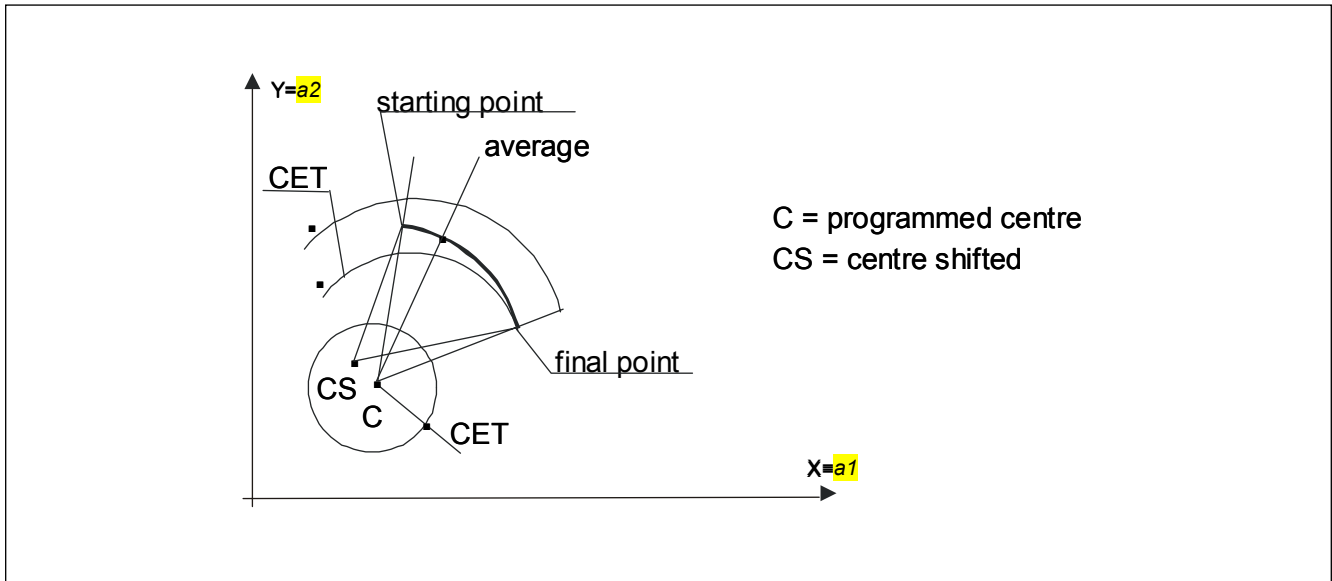 Y=a2
starting point
average
CET
C = programmed centre
CS = centre shifted
final point
CS
C
CET
X=a1